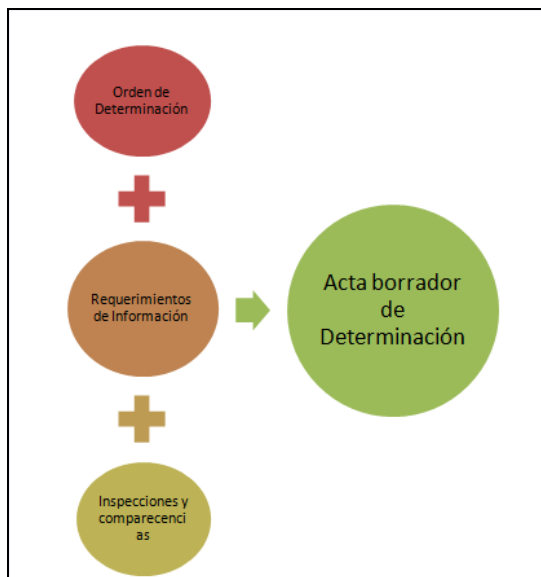 Orden de
Determinación
Requerimientos
de Información
Acta borrador
de
Determinación
Inspecciones y
comparecenci
as